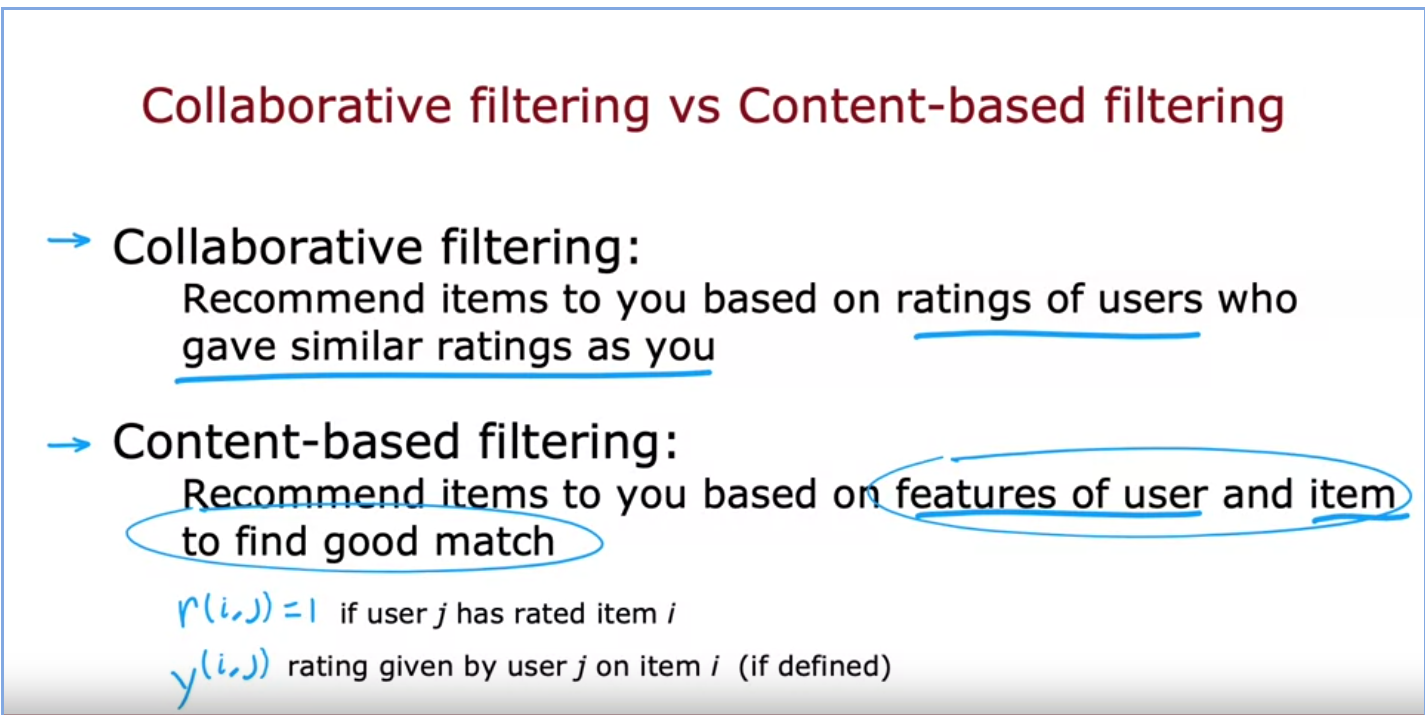 Collaborative filtering vs Content-based filtering
→ Collaborative filtering:
Recommend items to you based on ratings of users who
gave similar ratings as you
→ Content-based filtering:
Recommend items to you based on features of user and item
to find good match
r(i,j)=1 if user j has rated item i
y(i,j) rating given by user j on item i (if defined)